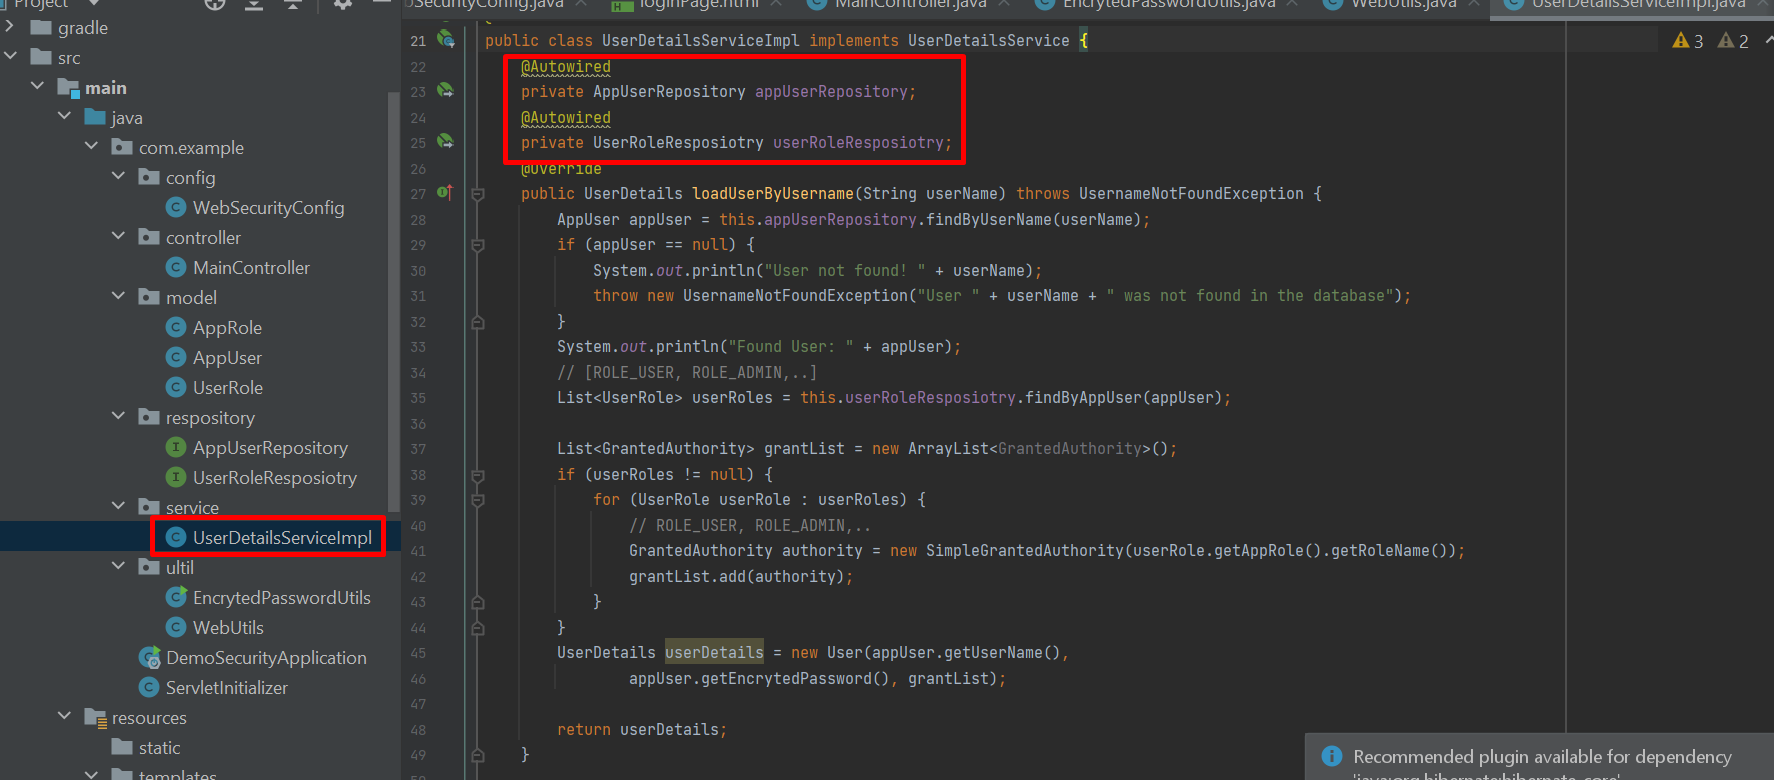 Project
gradle
src
main
java
com.example
config
WebSecurityConfig
controller
MainController
model
AppRole
AppUser
UserRole
respository
AppUserRepository
UserRoleResposiotry
service
UserDetailsServiceImpl
ultil
EncrytedPasswordUtils
WebUtils
DemoSecurityApplication
ServletInitializer
resources
static
templates
SecurityConfig.java loginPage.html MainController.java EncrytedPasswordUtils.java WebUtils.java UserDetailsServiceImpl.java
3 2
21 public class UserDetailsServiceImpl implements UserDetailsService {
22 @Autowired
23 private AppUserRepository appUserRepository;
24 @Autowired
25 private UserRoleResposiotry userRoleResposiotry;
26 @Override
27 public UserDetails loadUserByUsername(String userName) throws UsernameNotFoundException {
28 AppUser appUser = this.appUserRepository.findByUserName(userName);
29 if (appUser == null) {
30 System.out.println("User not found! " + userName);
31 throw new UsernameNotFoundException("User " + userName + " was not found in the database");
32 }
33 System.out.println("Found User: " + appUser);
34 // [ROLE_USER, ROLE_ADMIN,..]
35 List<UserRole> userRoles = this.userRoleResposiotry.findByAppUser(appUser);
36
37 List<GrantedAuthority> grantList = new ArrayList<GrantedAuthority>();
38 if (userRoles != null) {
39 for (UserRole userRole : userRoles) {
40 // ROLE_USER, ROLE_ADMIN,..
41 GrantedAuthority authority = new SimpleGrantedAuthority(userRole.getAppRole().getRoleName());
42 grantList.add(authority);
43 }
44 }
45 UserDetails userDetails = new User(appUser.getUserName(),
46 appUser.getEncrytedPassword(), grantList);
47
48 return userDetails;
49 }
Recommended plugin available for dependency
'java:org.hibernate:hibernate-core'